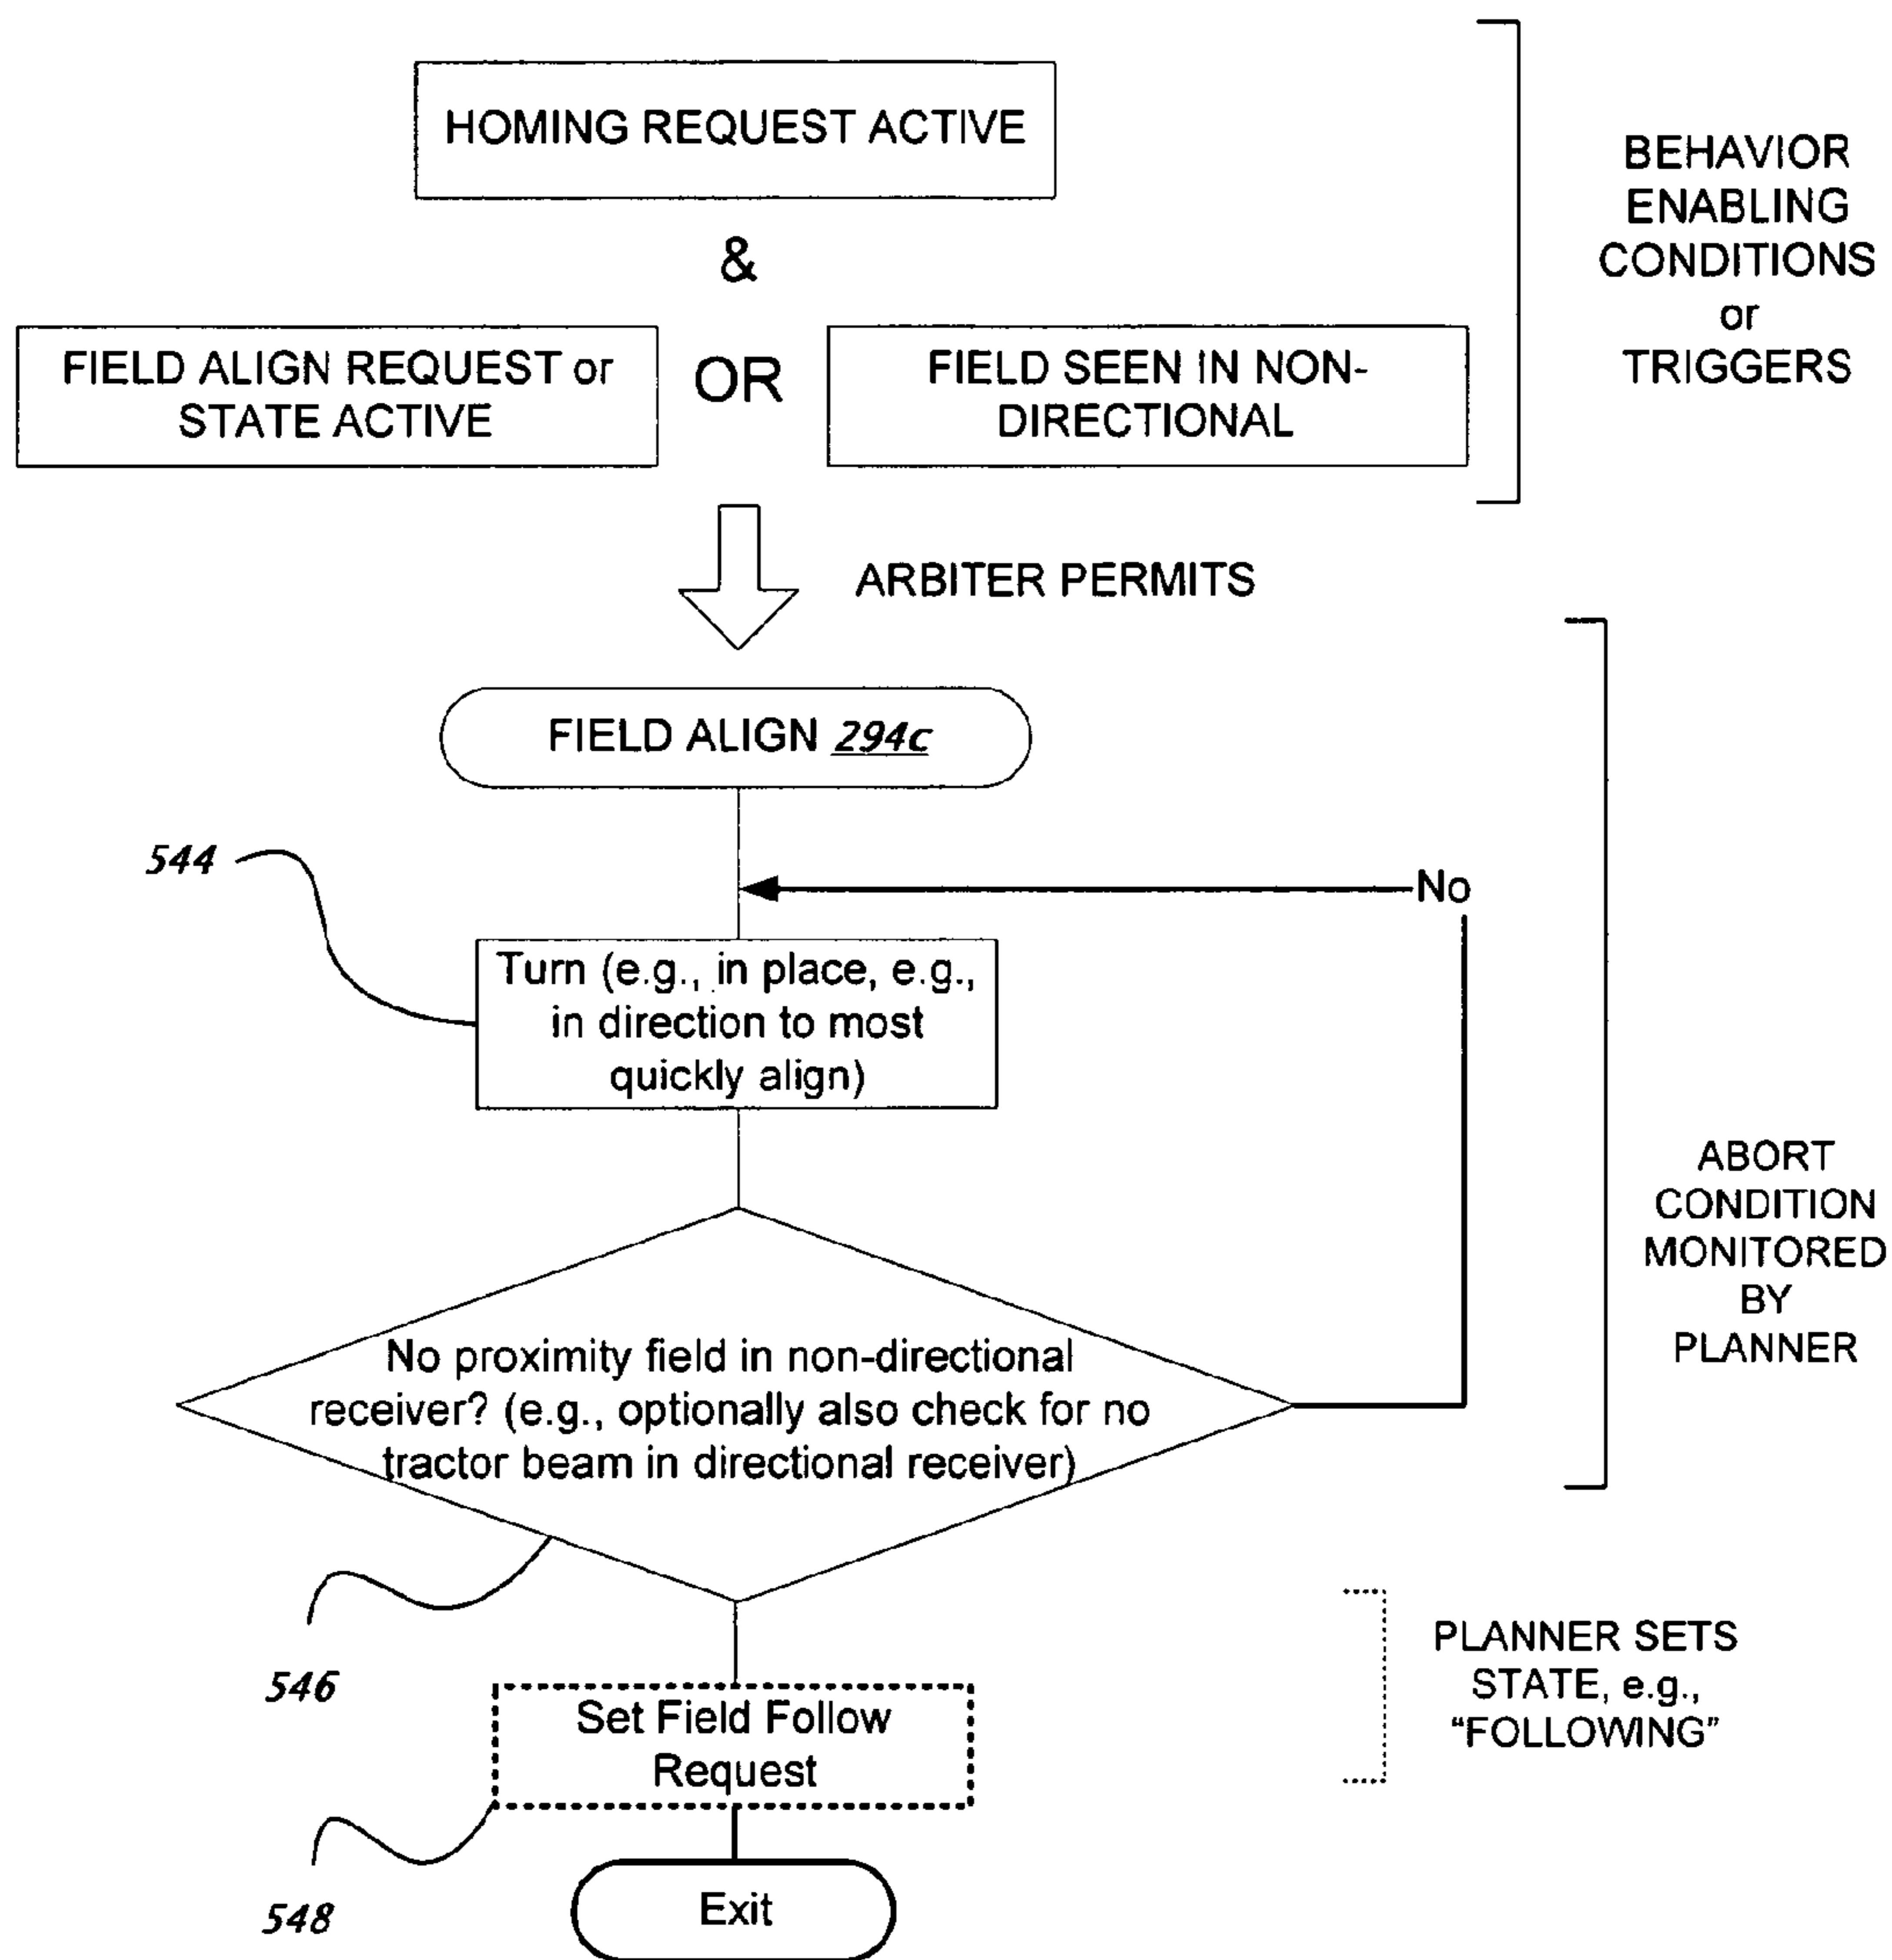 HOMING REQUEST ACTIVE
&
FIELD ALIGN REQUEST or
STATE ACTIVE
OR
FIELD SEEN IN NON-
DIRECTIONAL
BEHAVIOR
ENABLING
CONDITIONS
or
TRIGGERS
ARBITER PERMITS
FIELD ALIGN 294c
544
No
Turn (e.g., in place, e.g.,
in direction to most
quickly align)
ABORT
CONDITION
MONITORED
BY
PLANNER
No proximity field in non-directional
receiver? (e.g., optionally also check for no
tractor beam in directional receiver)
546
Set Field Follow
Request
PLANNER SETS
STATE, e.g.,
“FOLLOWING”
548
Exit